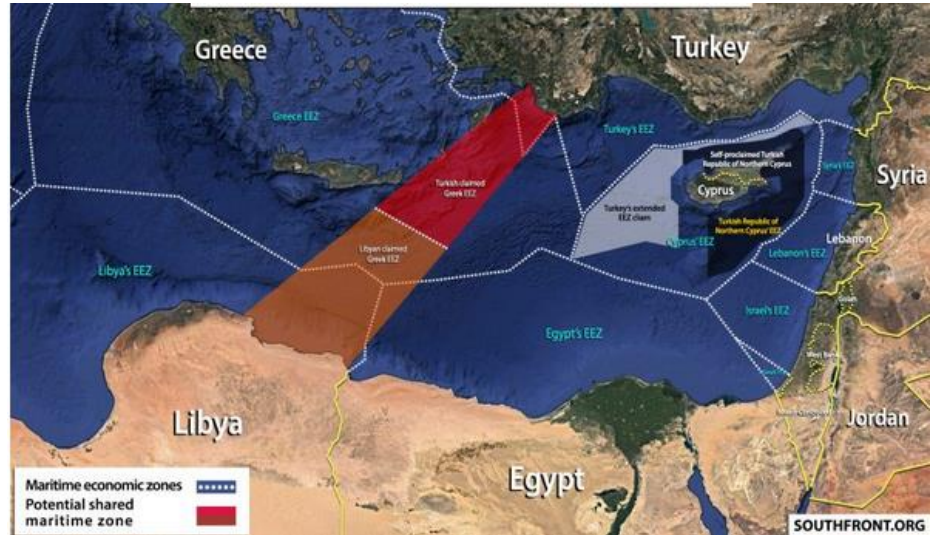 Greece
Turkey
Greece EEZ
Turkey's EEZ
Self-proclaimed Turkish
Republic of Northern Cyprus
Syria
Turkish claimed
Greek EEZ
Cyprus
Turkey's extended
EEZ claim
Turkish Republic of
Northern Cyprus' EEZ
Lebanon
Libyan claimed
Greek EEZ
Cyprus' EEZ
Lebanon's EEZ
Libya's EEZ
Golan
Israel's EEZ
Egypt's EEZ
West Bank
Jordan
Libya
Egypt
Maritime economic zones
Potential shared
maritime zone
SOUTHFRONT.ORG